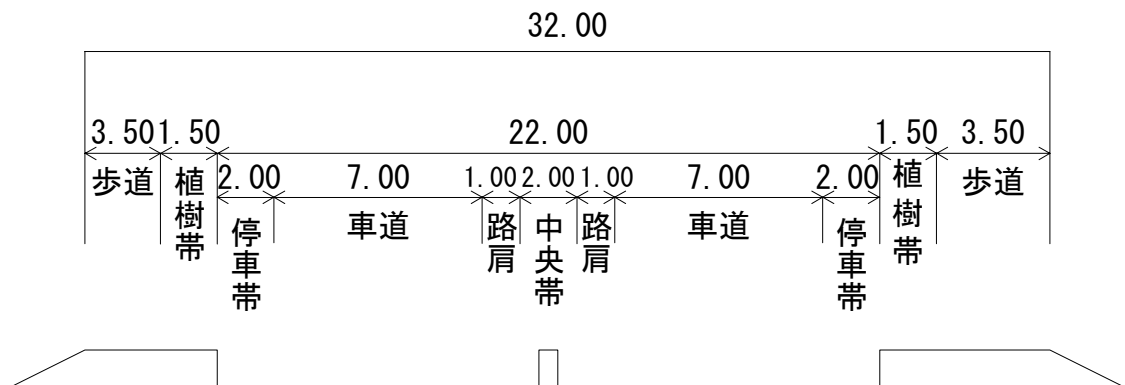 32.00
3.50 1.50 22.00 1.50 3.50
歩道 植樹帯 植樹帯 歩道
2.00 7.00 1.00 2.00 1.00 7.00 2.00
停車帯 車道 路肩 中央帯 路肩 車道 停車帯